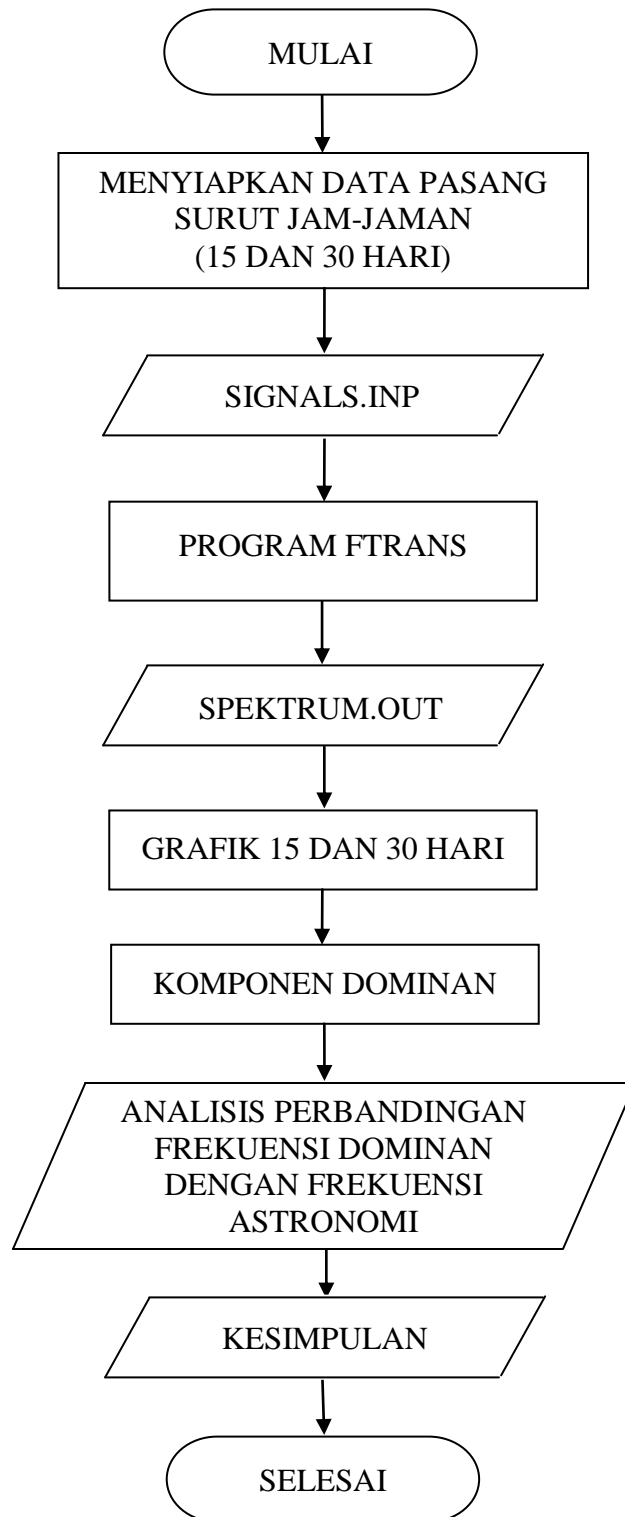 MULAI
MENYIAPKAN DATA PASANG
SURUT JAM-JAMAN
(15 DAN 30 HARI)
SIGNALS.INP
PROGRAM FTRANS
SPEKTRUM.OUT
GRAFIK 15 DAN 30 HARI
KOMPONEN DOMINAN
ANALISIS PERBANDINGAN
FREKUENSI DOMINAN
DENGAN FREKUENSI
ASTRONOMI
KESIMPULAN
SELESAI